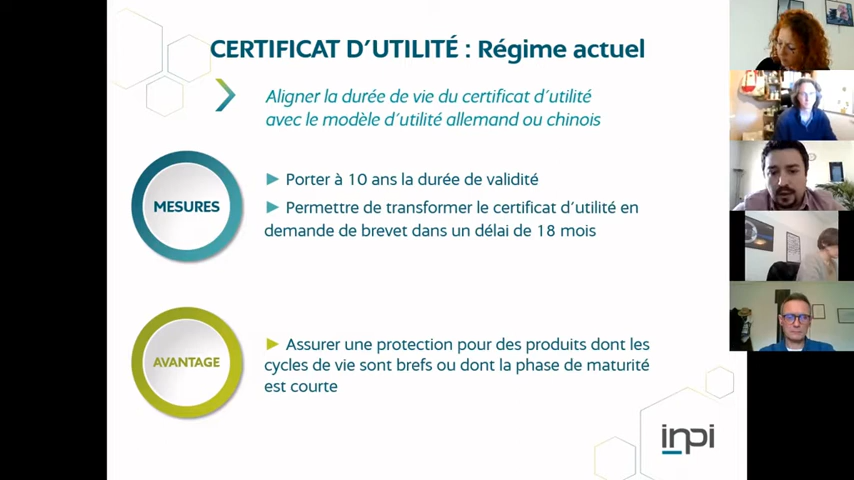 CERTIFICAT D'UTILITÉ : Régime actuel
Aligner la durée de vie du certificat d'utilité
avec le modèle d'utilité allemand ou chinois
MESURES
► Porter à 10 ans la durée de validité
► Permettre de transformer le certificat d'utilité en
demande de brevet dans un délai de 18 mois
AVANTAGE
► Assurer une protection pour des produits dont les
cycles de vie sont brefs ou dont la phase de maturité
est courte
inpi